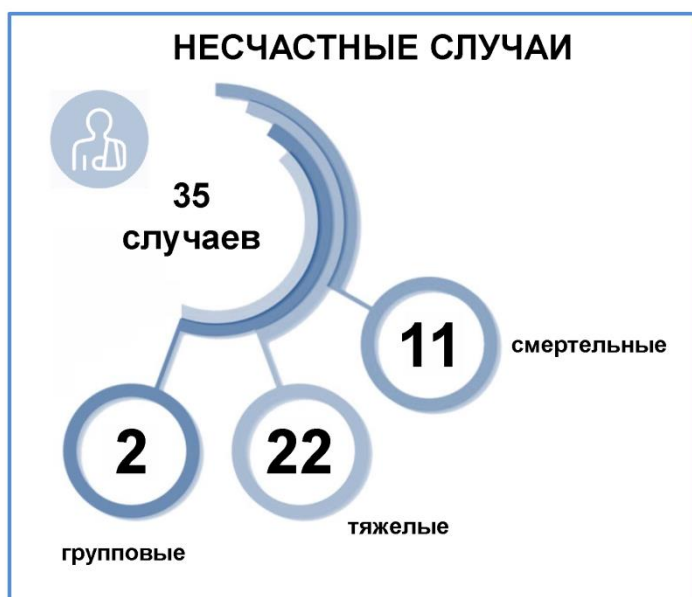 НЕСЧАСТНЫЕ СЛУЧАИ
35
случаев
11
смертельные
2
22
тяжелые
групповые